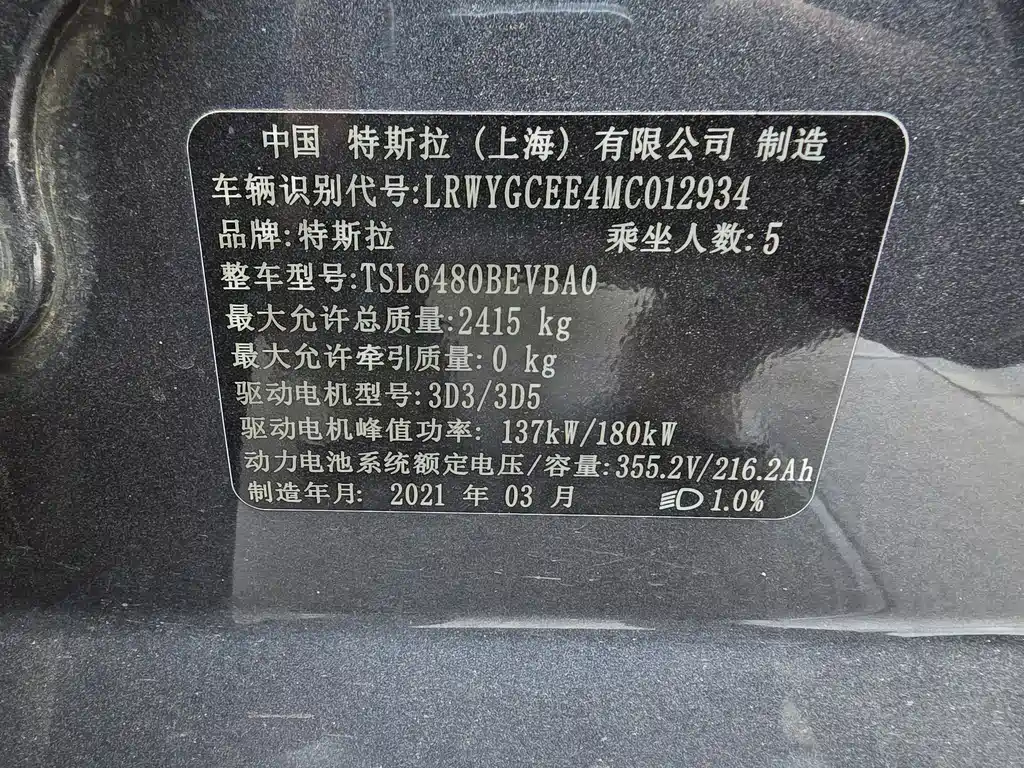 中国 特斯拉（上海）有限公司 制造
车辆识别代号:LRWYGCEE4MC012934
品牌:特斯拉 乘坐人数:5
整车型号:TSL6480BEVBA0
最大允许总质量:2415 kg
最大允许牵引质量:0 kg
驱动电机型号:3D3/3D5
驱动电机峰值功率: 137kW/180kW
动力电池系统额定电压/容量:355.2V/216.2Ah
制造年月: 2021 年 03 月 1.0%